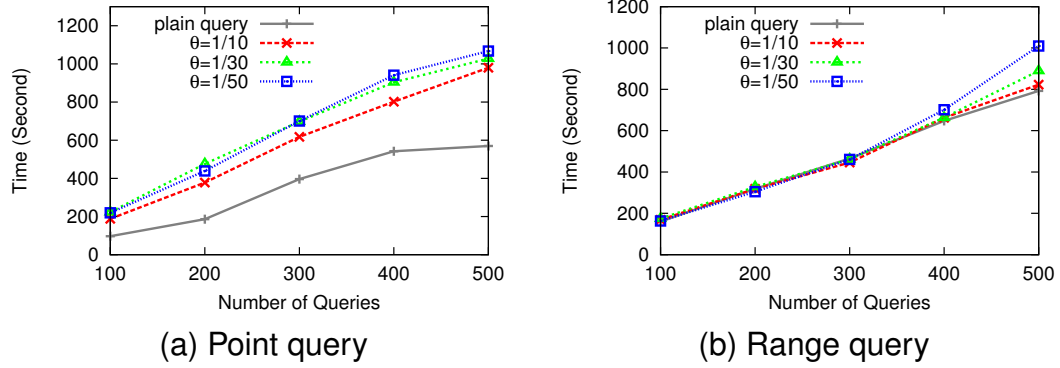 plain query
θ=1/10
θ=1/30
θ=1/50
1200
1000
800
600
400
200
0
Time (Second)
100 200 300 400 500
Number of Queries
(a) Point query
plain query
θ=1/10
θ=1/30
θ=1/50
1200
1000
800
600
400
200
0
Time (Second)
100 200 300 400 500
Number of Queries
(b) Range query